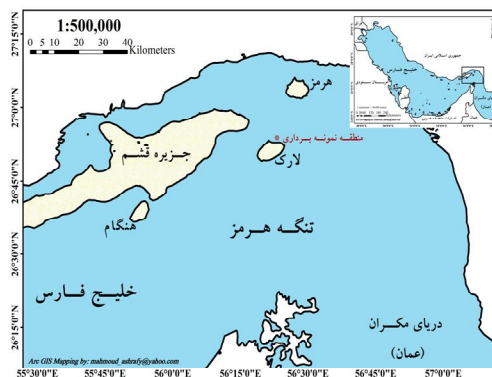 1:500,000
0 5 10 20 30 40
Kilometers
27°15'0"N
27°0'0"N
26°45'0"N
26°30'0"N
26°15'0"N
هرمز
منطقه نمونه برداری
لارک
جزیره قشم
هنگام
تنگه هرمز
خلیج فارس
دریای مکران
(عمان)
Arc GIS Mapping by: mahmoud_ashrafy@yahoo.com
55°30'0"E
55°45'0"E
56°0'0"E
56°15'0"E
56°30'0"E
56°45'0"E
57°0'0"E
جمهوری اسلامی ایران
خلیج فارس
عربستان سعودی